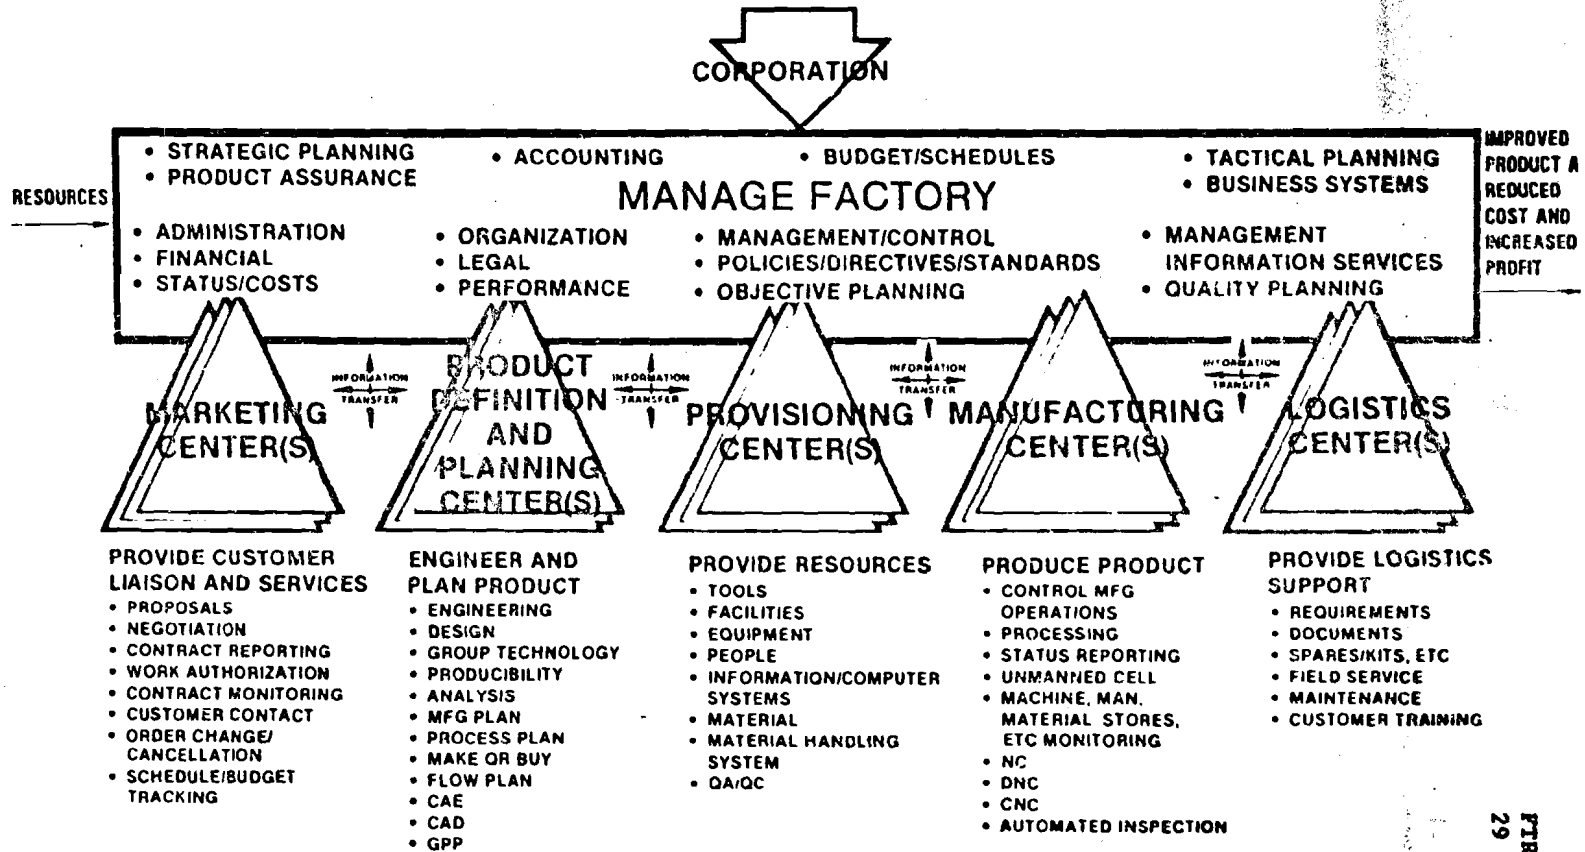 CORPORATION
• STRATEGIC PLANNING
• PRODUCT ASSURANCE
• ACCOUNTING
• BUDGET/SCHEDULES
• TACTICAL PLANNING
• BUSINESS SYSTEMS
MANAGE FACTORY
RESOURCES
• ADMINISTRATION
• FINANCIAL
• STATUS/COSTS
• ORGANIZATION
• LEGAL
• PERFORMANCE
• MANAGEMENT/CONTROL
• POLICIES/DIRECTIVES/STANDARDS
• OBJECTIVE PLANNING
• MANAGEMENT
INFORMATION SERVICES
• QUALITY PLANNING
IMPROVED
PRODUCT A
REDUCED
COST AND
INCREASED
PROFIT
MARKETING
CENTER(S)
INFORMATION
TRANSFER
PRODUCT
DEFINITION
AND
PLANNING
CENTER(S)
INFORMATION
TRANSFER
PROVISIONING
CENTER(S)
INFORMATION
TRANSFER
MANUFACTURING
CENTER(S)
INFORMATION
TRANSFER
LOGISTICS
CENTER(S)
PROVIDE CUSTOMER
LIAISON AND SERVICES
• PROPOSALS
• NEGOTIATION
• CONTRACT REPORTING
• WORK AUTHORIZATION
• CONTRACT MONITORING
• CUSTOMER CONTACT
• ORDER CHANGE/
CANCELLATION
• SCHEDULE/BUDGET
TRACKING
ENGINEER AND
PLAN PRODUCT
• ENGINEERING
• DESIGN
• GROUP TECHNOLOGY
• PRODUCIBILITY
• ANALYSIS
• MFG PLAN
• PROCESS PLAN
• MAKE OR BUY
• FLOW PLAN
• CAE
• CAD
• GPP
PROVIDE RESOURCES
• TOOLS
• FACILITIES
• EQUIPMENT
• PEOPLE
• INFORMATION/COMPUTER
SYSTEMS
• MATERIAL
• MATERIAL HANDLING
SYSTEM
• QA/QC
PRODUCE PRODUCT
• CONTROL MFG
OPERATIONS
• PROCESSING
• STATUS REPORTING
• UNMANNED CELL
• MACHINE, MAN,
MATERIAL STORES,
ETC MONITORING
• NC
• DNC
• CNC
• AUTOMATED INSPECTION
PROVIDE LOGISTICS
SUPPORT
• REQUIREMENTS
• DOCUMENTS
• SPARES/KITS, ETC
• FIELD SERVICE
• MAINTENANCE
• CUSTOMER TRAINING
FTR
29